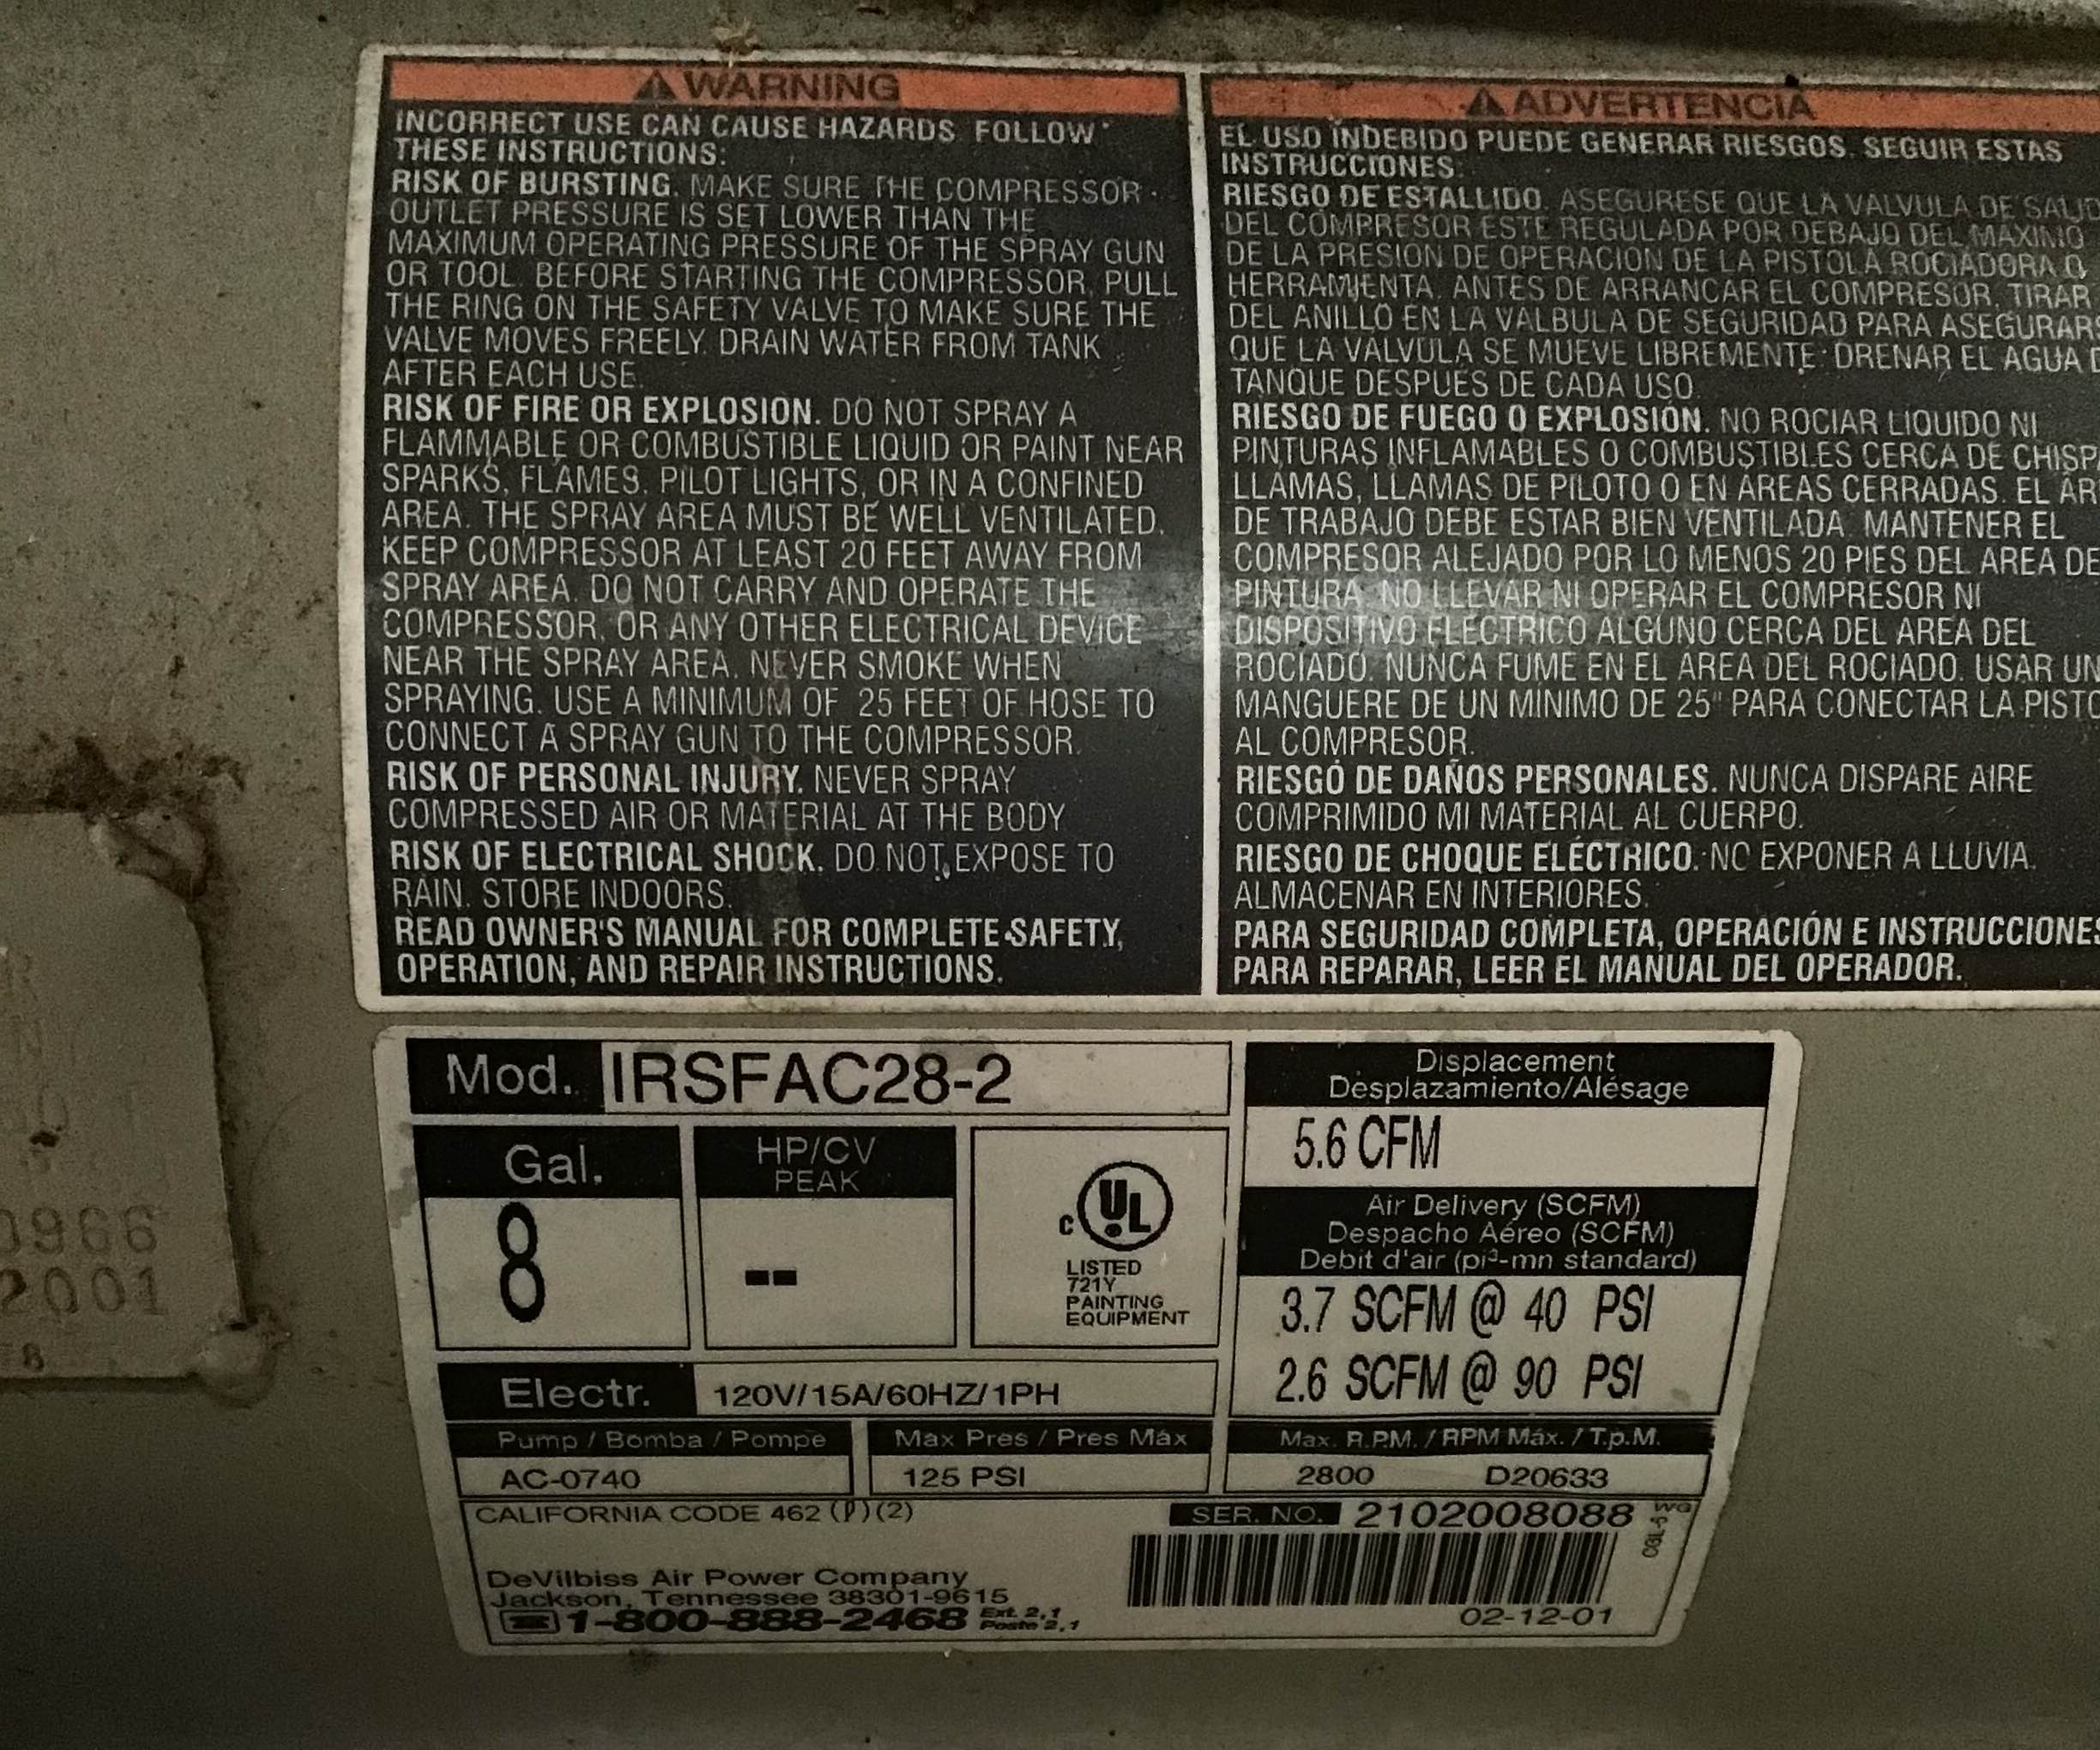 WARNING
INCORRECT USE CAN CAUSE HAZARDS FOLLOW
THESE INSTRUCTIONS:
RISK OF BURSTING. MAKE SURE THE COMPRESSOR
OUTLET PRESSURE IS SET LOWER THAN THE
MAXIMUM OPERATING PRESSURE OF THE SPRAY GUN
OR TOOL. BEFORE STARTING THE COMPRESSOR, PULL
THE RING ON THE SAFETY VALVE TO MAKE SURE THE
VALVE MOVES FREELY. DRAIN WATER FROM TANK
AFTER EACH USE.
RISK OF FIRE OR EXPLOSION. DO NOT SPRAY A
FLAMMABLE OR COMBUSTIBLE LIQUID OR PAINT NEAR
SPARKS, FLAMES, PILOT LIGHTS, OR IN A CONFINED
AREA. THE SPRAY AREA MUST BE WELL VENTILATED.
KEEP COMPRESSOR AT LEAST 20 FEET AWAY FROM
SPRAY AREA. DO NOT CARRY AND OPERATE THE
COMPRESSOR, OR ANY OTHER ELECTRICAL DEVICE
NEAR THE SPRAY AREA. NEVER SMOKE WHEN
SPRAYING. USE A MINIMUM OF 25 FEET OF HOSE TO
CONNECT A SPRAY GUN TO THE COMPRESSOR.
RISK OF PERSONAL INJURY. NEVER SPRAY
COMPRESSED AIR OR MATERIAL AT THE BODY
RISK OF ELECTRICAL SHOCK. DO NOT EXPOSE TO
RAIN. STORE INDOORS.
READ OWNER'S MANUAL FOR COMPLETE SAFETY,
OPERATION, AND REPAIR INSTRUCTIONS.
ADVERTENCIA
EL USO INDEBIDO PUEDE GENERAR RIESGOS. SEGUIR ESTAS
INSTRUCCIONES:
RIESGO DE ESTALLIDO. ASEGURESE QUE LA VALVULA DE
DEL COMPRESOR ESTE REGULADA POR DEBAJO DEL MAXIMO
DE LA PRESION DE OPERACION DE LA PISTOLA ROCIADORA O
HERRAMIENTA. ANTES DE ARRANCAR EL COMPRESOR, TIRAR
DEL ANILLO EN LA VALBULA DE SEGURIDAD PARA ASEGURAR
QUE LA VALVULA SE MUEVE LIBREMENTE. DRENAR EL AGUA
TANQUE DESPUES DE CADA USO.
RIESGO DE FUEGO O EXPLOSIÓN. NO ROCIAR LIQUIDO NI
PINTURAS INFLAMABLES O COMBUSTIBLES CERCA DE
LLAMAS, LLAMAS DE PILOTO O EN AREAS CERRADAS. EL
DE TRABAJO DEBE ESTAR BIEN VENTILADA. MANTENER EL
COMPRESOR ALEJADO POR LO MENOS 20 PIES DEL AREA DE
PINTURA. NO LLEVAR NI OPERAR EL COMPRESOR NI
DISPOSITIVO ELECTRICO ALGUNO CERCA DEL AREA DEL
ROCIADO. NUNCA FUME EN EL AREA DEL ROCIADO. USAR
MANGUERE DE UN MINIMO DE 25" PARA CONECTAR LA
AL COMPRESOR.
RIESGO DE DAÑOS PERSONALES. NUNCA DISPARE AIRE
COMPRIMIDO MI MATERIAL AL CUERPO.
RIESGO DE CHOQUE ELÉCTRICO. NO EXPONER A LLUVIA.
ALMACENAR EN INTERIORES.
PARA SEGURIDAD COMPLETA, OPERACIÓN E INSTRUCCIONES
PARA REPARAR, LEER EL MANUAL DEL OPERADOR.
0966
2001
8
Mod. IRSFAC28-2
Gal.
8
HP/CV
PEAK
--
C UL
LISTED
721Y
PAINTING
EQUIPMENT
Displacement
Desplazamiento/Alésage
5.6 CFM
Air Delivery (SCFM)
Despacho Aéreo (SCFM)
Debit d'air (pi³-mn standard)
3.7 SCFM @ 40 PSI
2.6 SCFM @ 90 PSI
Electr. 120V/15A/60HZ/1PH
Pump / Bomba / Pompe
AC-0740
Max Pres / Pres Máx
125 PSI
Max. R.P.M. / RPM Máx. / T.p.M.
2800 D20633
CALIFORNIA CODE 462 (l)(2)
SER. NO. 2102008088
DeVilbiss Air Power Company
Jackson, Tennessee 38301-9615
1-800-888-2468 Ext. 2,1
Poste 2,1
02-12-01